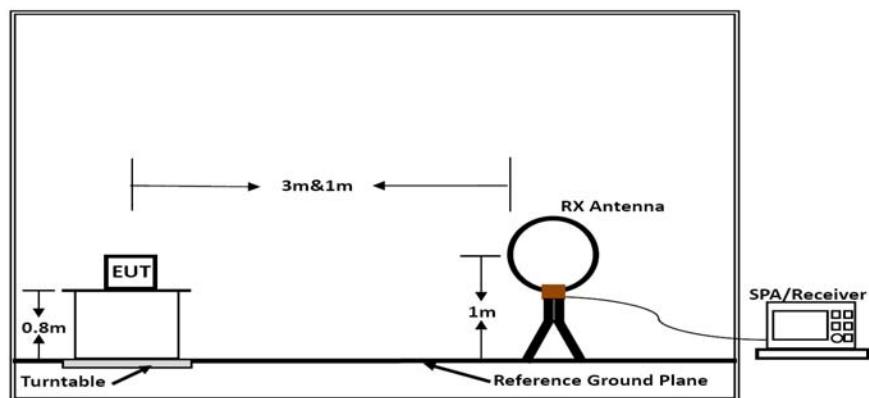 3m&1m
RX Antenna
EUT
SPA/Receiver
0.8m
1m
Turntable
Reference Ground Plane